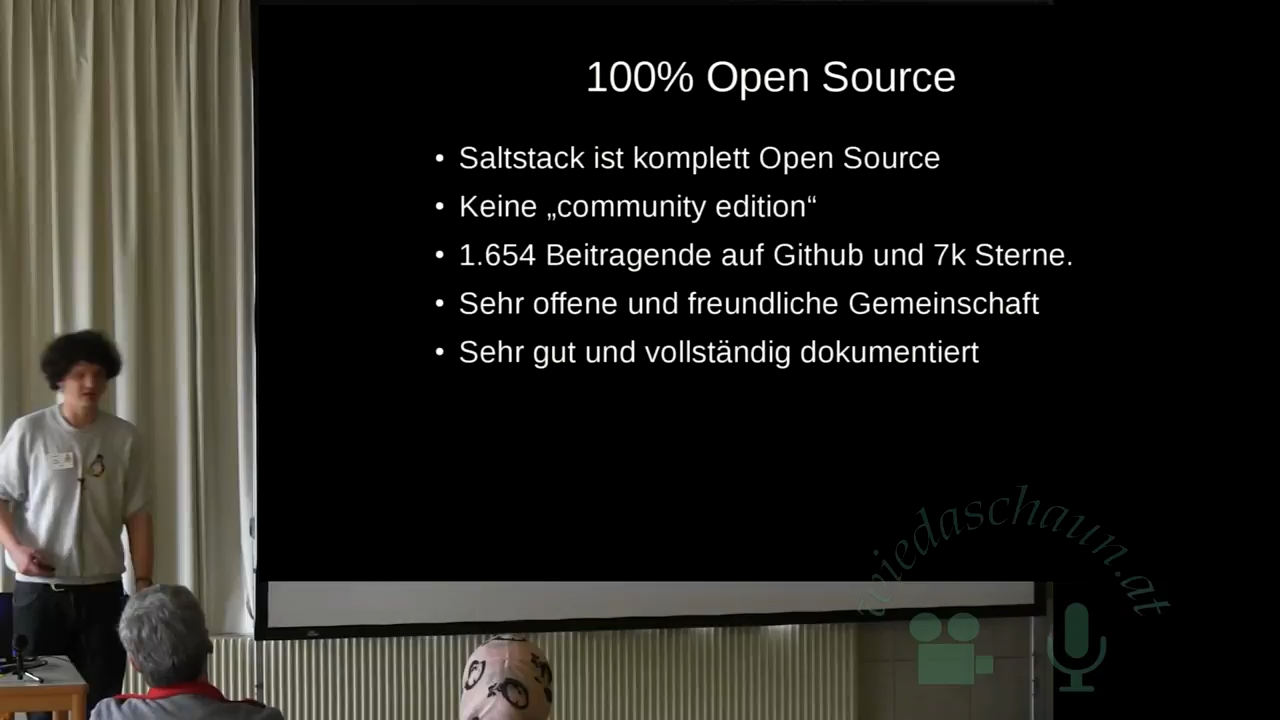 100% Open Source
• Saltstack ist komplett Open Source
• Keine „community edition“
• 1.654 Beitragende auf Github und 7k Sterne.
• Sehr offene und freundliche Gemeinschaft
• Sehr gut und vollständig dokumentiert
wiedaschaun.at